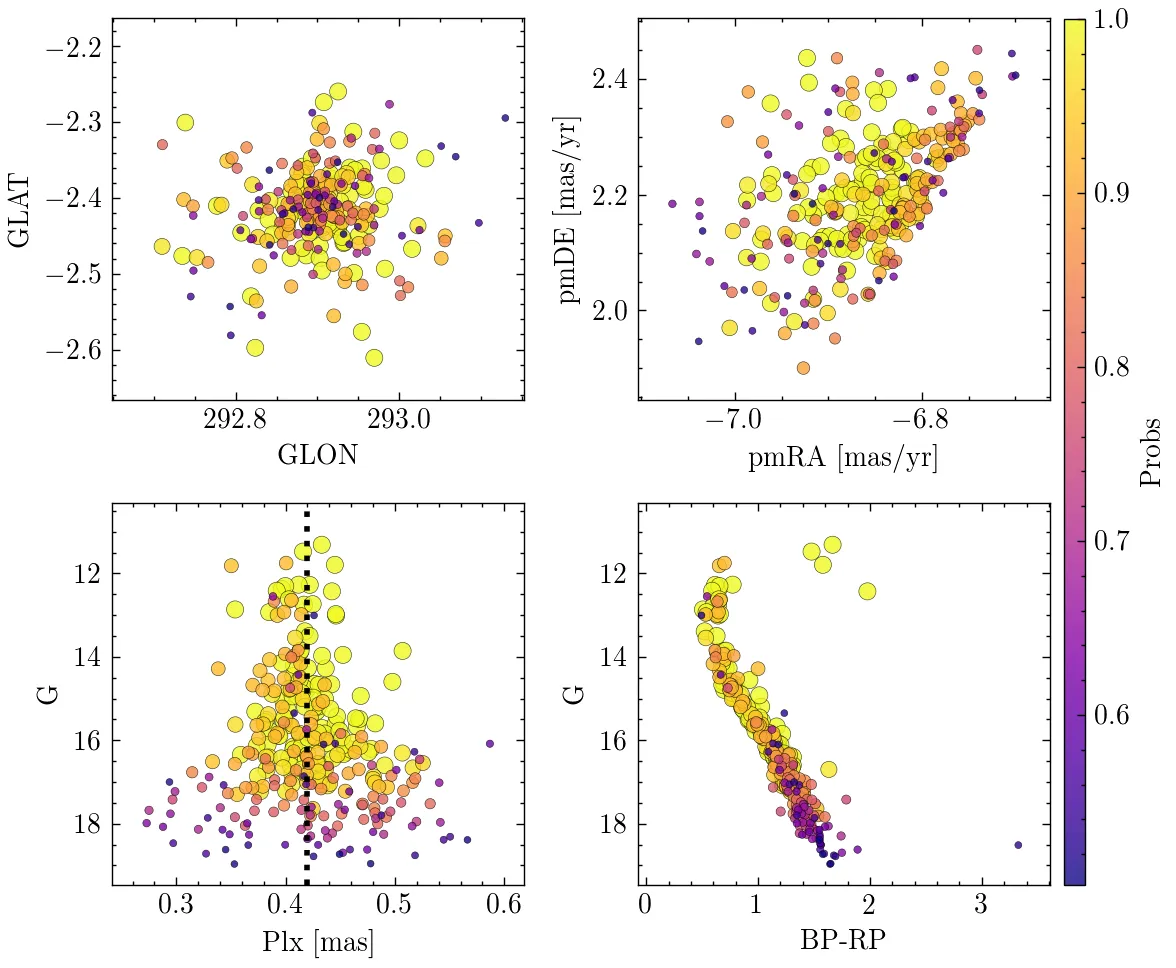 −2.2
−2.3
−2.4
−2.5
−2.6
GLAT
292.8 293.0
GLON
2.4
2.2
2.0
pmDE [mas/yr]
−7.0 −6.8
pmRA [mas/yr]
1.0
0.9
0.8
0.7
0.6
Probs
12
14
16
18
G
0.3 0.4 0.5 0.6
Plx [mas]
12
14
16
18
G
0 1 2 3
BP-RP